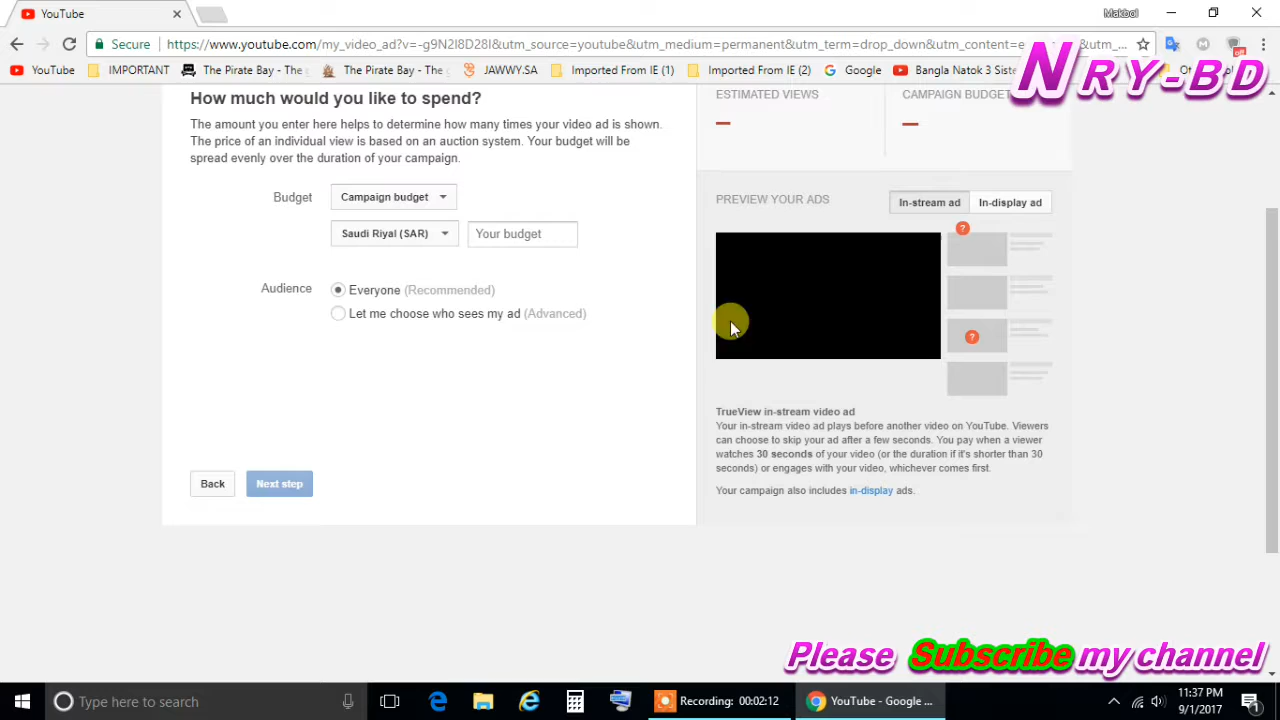 YouTube
Makbol
Secure https://www.youtube.com/my_video_ad?v=-g9N2I8D28I&utm_source=youtube&utm_medium=permanent&utm_term=drop_down&utm_content=e...
YouTube IMPORTANT The Pirate Bay - The The Pirate Bay - The JAWWY.SA Imported From IE (1) Imported From IE (2) Google Bangla Natok 3 Siste
NRY-BD
How much would you like to spend?
The amount you enter here helps to determine how many times your video ad is shown.
The price of an individual view is based on an auction system. Your budget will be
spread evenly over the duration of your campaign.
Budget Campaign budget
Saudi Riyal (SAR) Your budget
Audience Everyone (Recommended)
Let me choose who sees my ad (Advanced)
Back Next step
ESTIMATED VIEWS CAMPAIGN BUDGET
PREVIEW YOUR ADS In-stream ad In-display ad
?
?
TrueView in-stream video ad
Your in-stream video ad plays before another video on YouTube. Viewers
can choose to skip your ad after a few seconds. You pay when a viewer
watches 30 seconds of your video (or the duration if it's shorter than 30
seconds) or engages with your video, whichever comes first.
Your campaign also includes in-display ads.
Please Subscribe my channel
Type here to search
Recording: 00:02:12
YouTube - Google ...
11:37 PM
9/1/2017
1